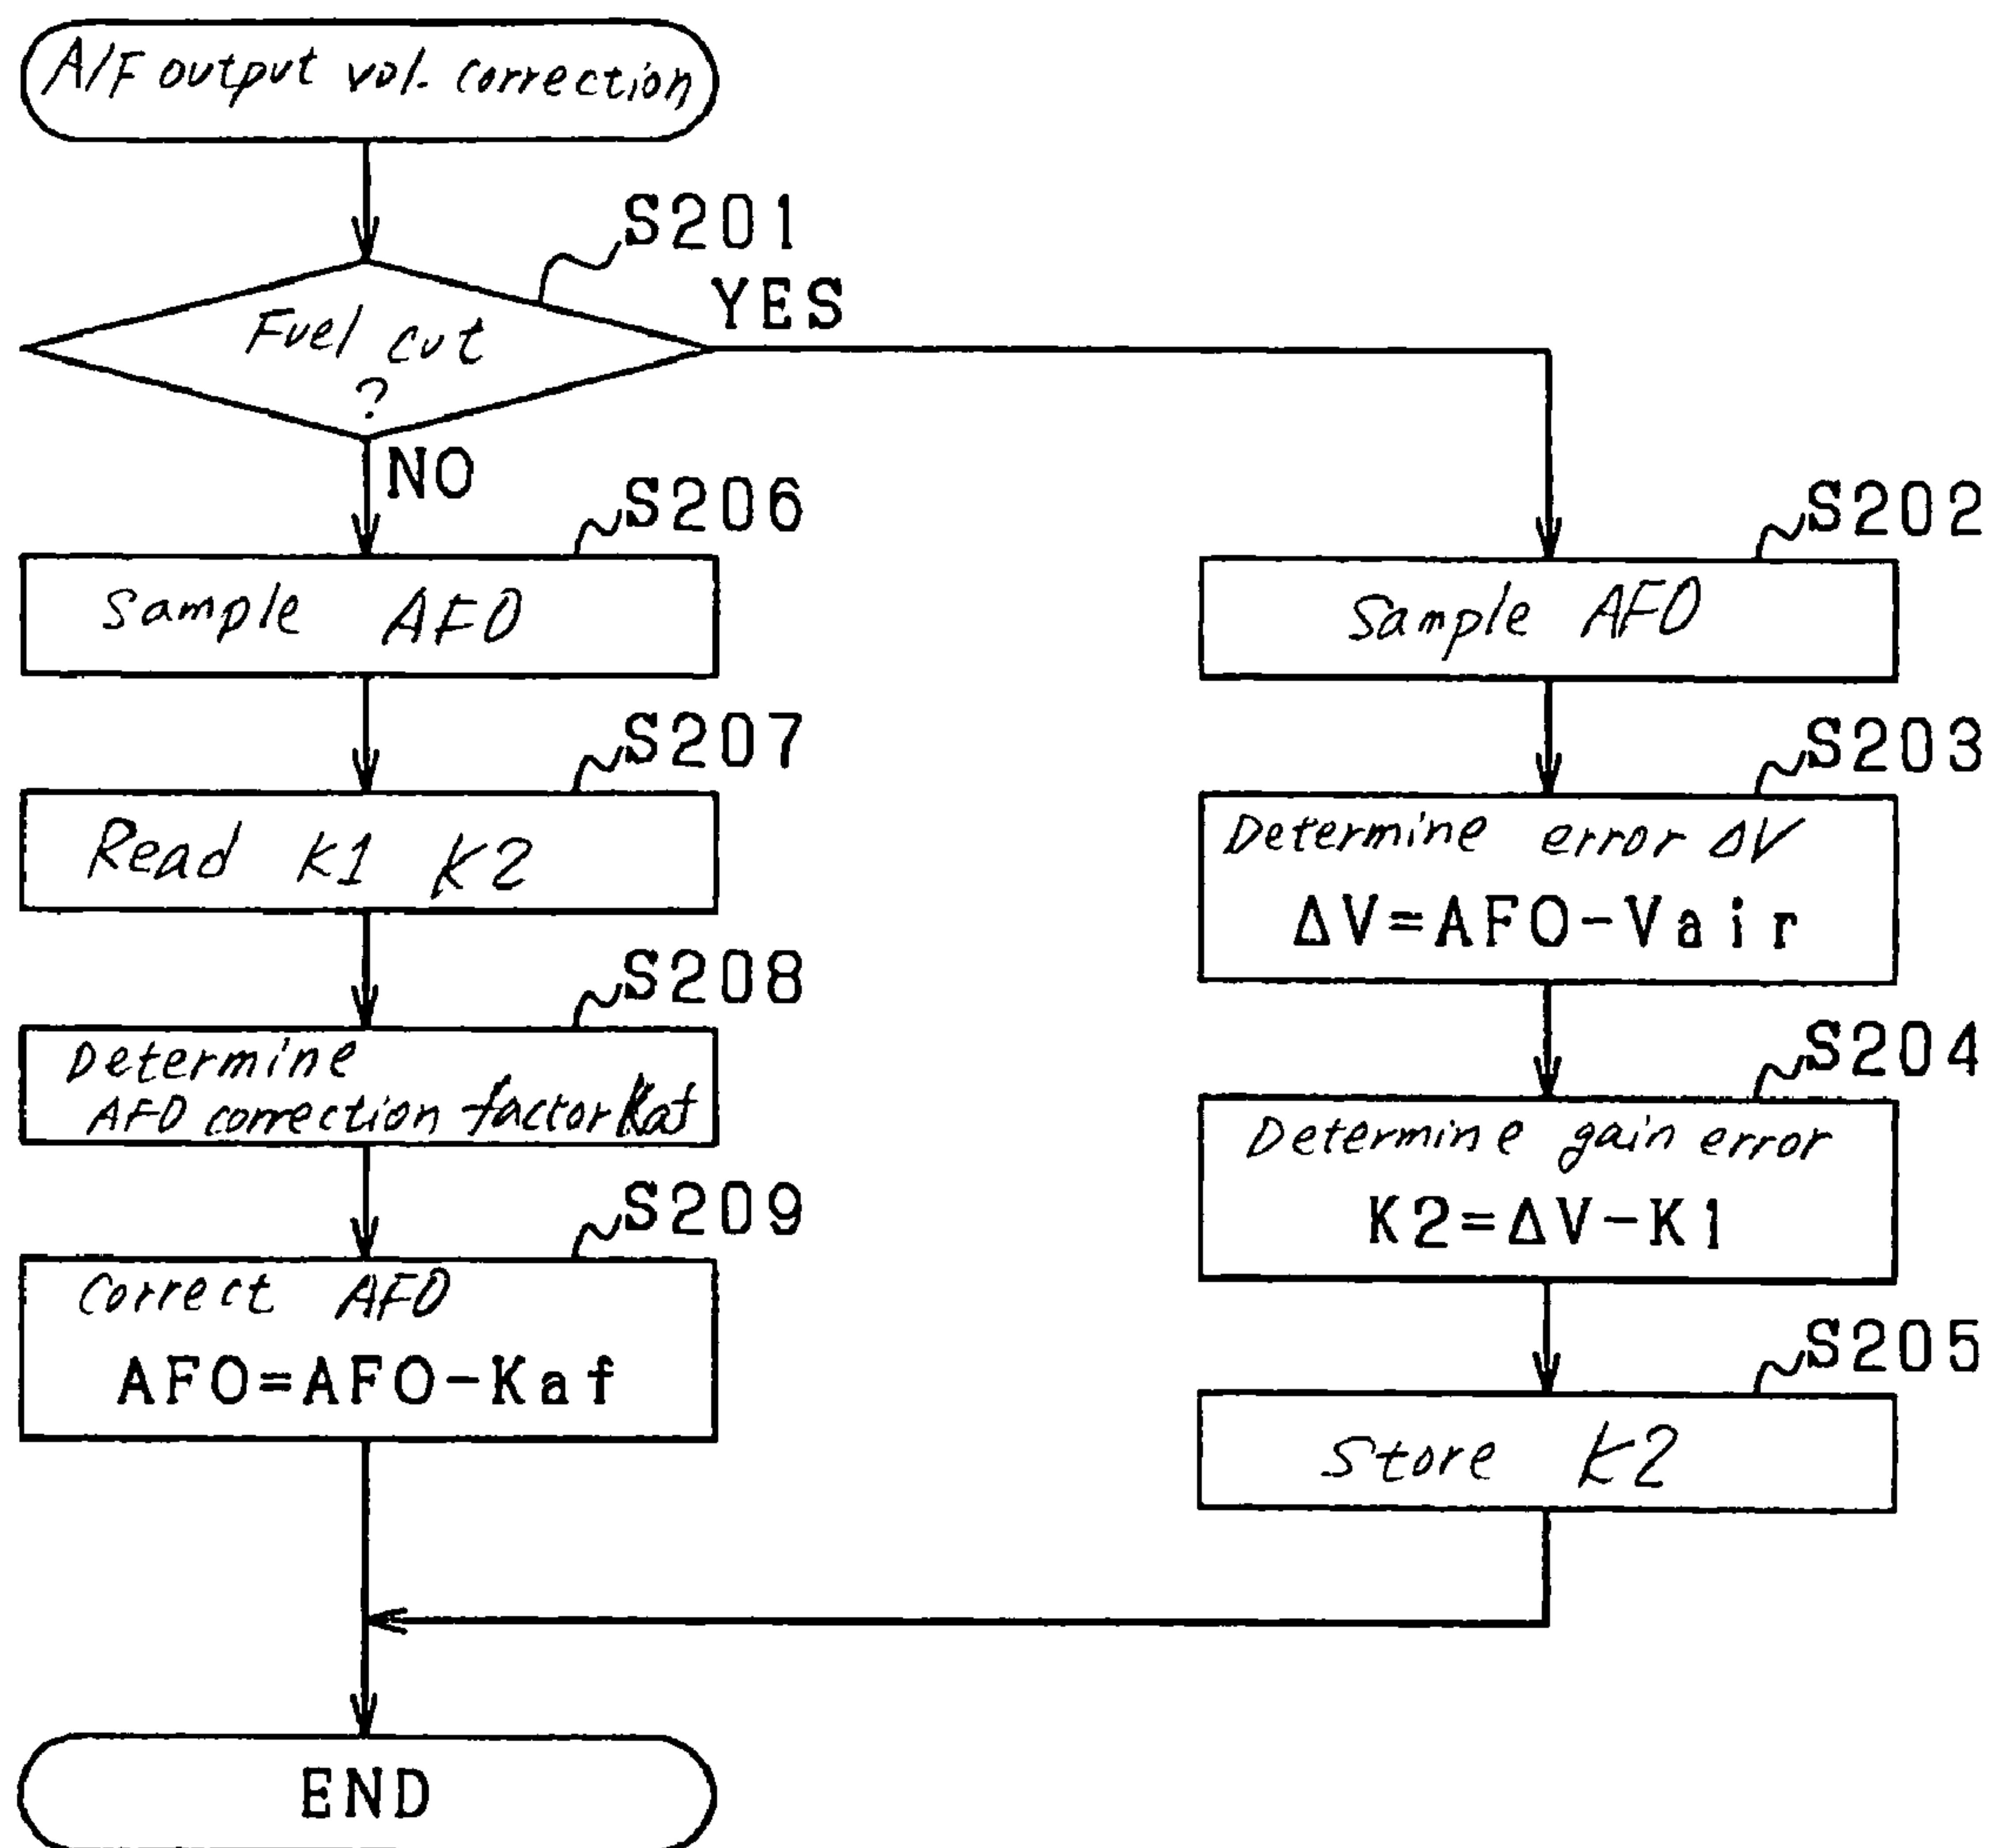 A/F output vol. correction
S201
Fuel cut
?
YES
NO
S206
Sample AFO
S207
Read K1 K2
S208
Determine
AFO correction factor Kaf
S209
Correct AFO
AFO=AFO-Kaf
S202
Sample AFO
S203
Determine error ΔV
ΔV=AFO-Vair
S204
Determine gain error
K2=ΔV-K1
S205
Store K2
END